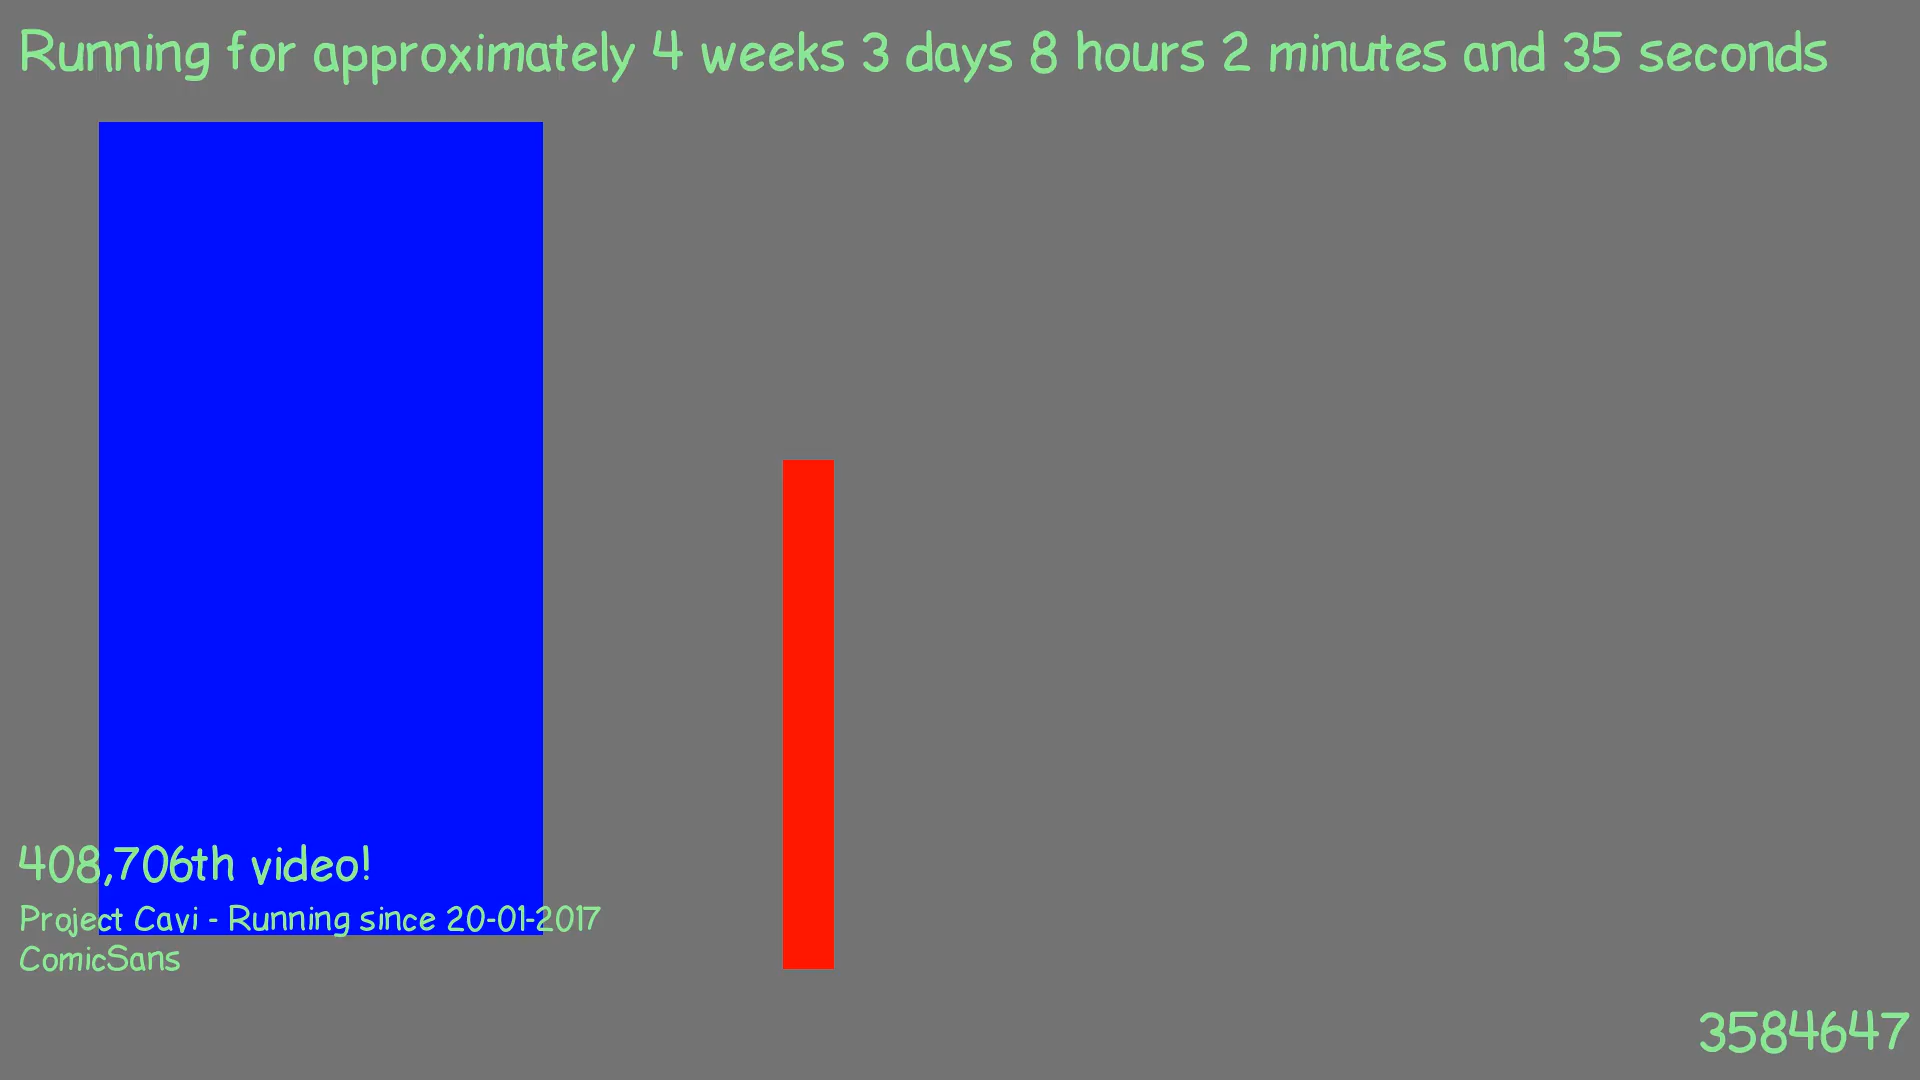 Running for approximately 4 weeks 3 days 8 hours 2 minutes and 35 seconds
408,706th video!
Project Cavi - Running since 20-01-2017
ComicSans
3584647